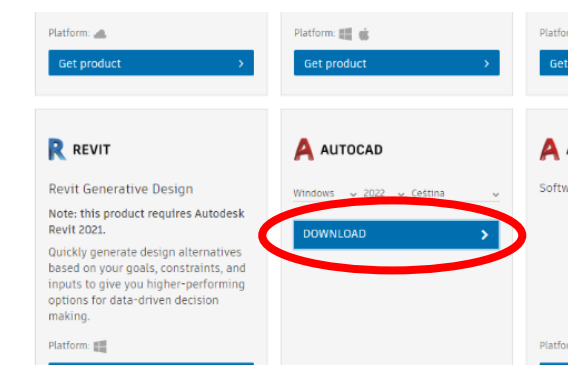 Platform:
Get product
Platform:
Get product
Get
REVIT
Revit Generative Design
Note: this product requires Autodesk
Revit 2021.
Quickly generate design alternatives
based on your goals, constraints, and
inputs to give you higher-performing
options for data-driven decision
making.
Platform:
AUTOCAD
Windows 2022 Čeština
DOWNLOAD